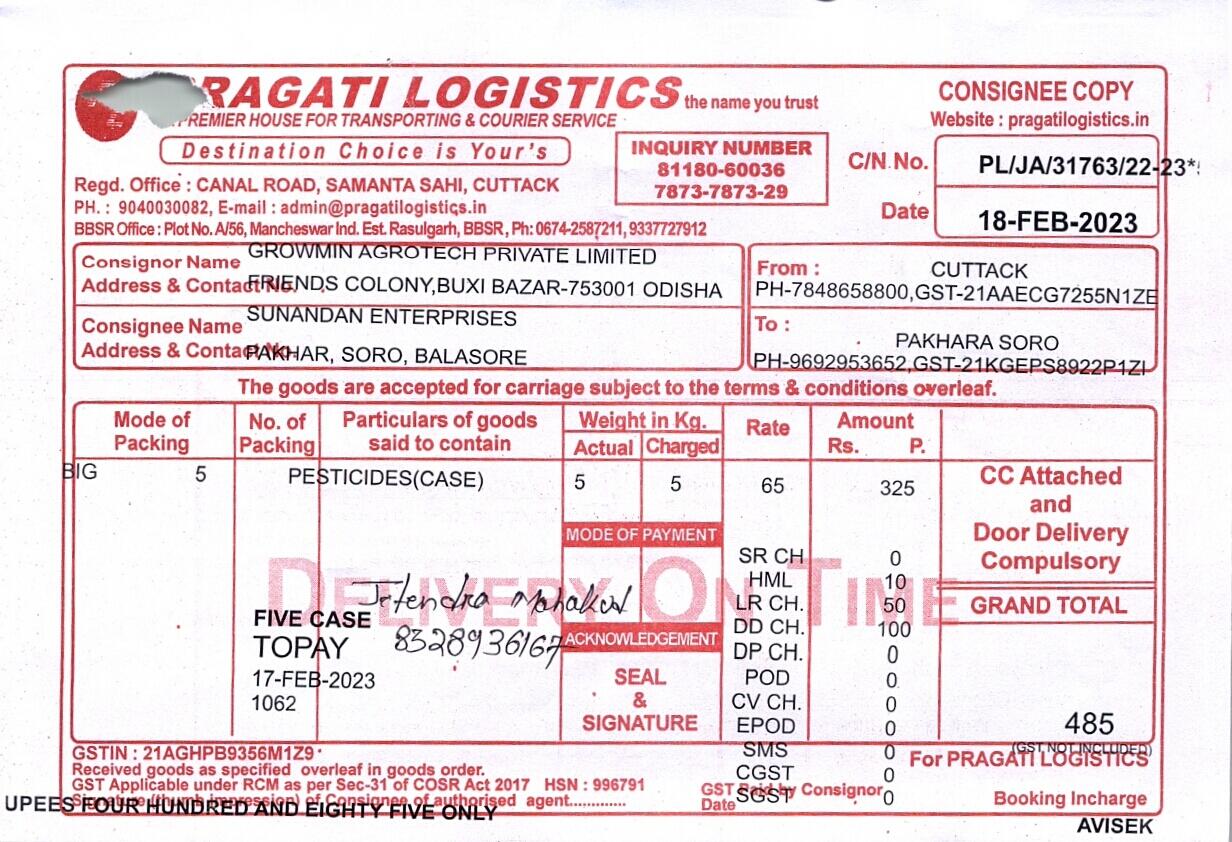 RAGATI LOGISTICS the name you trust
PREMIER HOUSE FOR TRANSPORTING & COURIER SERVICE
Destination Choice is Your's
Regd. Office : CANAL ROAD, SAMANTA SAHI, CUTTACK
PH. : 9040030082, E-mail : admin@pragatilogistics.in
BBSR Office : Plot No. A/56, Mancheswar Ind. Est. Rasulgarh, BBSR, Ph: 0674-2587211, 9337727912
INQUIRY NUMBER
81180-60036
7873-7873-29
CONSIGNEE COPY
Website : pragatilogistics.in
C/N No. PL/JA/31763/22-23*
Date 18-FEB-2023
Consignor Name GROWMIN AGROTECH PRIVATE LIMITED
Address & Contact No. FRIENDS COLONY,BUXI BAZAR-753001 ODISHA
From : CUTTACK
PH-7848658800,GST-21AAECG7255N1ZE
Consignee Name SUNANDAN ENTERPRISES
Address & Contact No. PAKHAR, SORO, BALASORE
To : PAKHARA SORO
PH-9692953652,GST-21KGEPS8922P1ZI
The goods are accepted for carriage subject to the terms & conditions overleaf.
Mode of Packing No. of Packing Particulars of goods said to contain Weight in Kg. Actual Charged Rate Amount Rs. P.
BIG 5 PESTICIDES(CASE) 5 5 65 325
CC Attached
and
Door Delivery
Compulsory
MODE OF PAYMENT
DELIVERY ON TIME
SR CH 0
HML 10
LR CH. 50
DD CH. 100
DP CH. 0
POD 0
CV CH. 0
EPOD 0
SMS 0
CGST 0
SGST 0
GRAND TOTAL
485
(GST NOT INCLUDED)
Jitendra Mahakud
8328936167
FIVE CASE
TOPAY
17-FEB-2023
1062
ACKNOWLEDGEMENT
SEAL
&
SIGNATURE
GSTIN : 21AGHPB9356M1Z9
Received goods as specified overleaf in goods order.
GST Applicable under RCM as per Sec-31 of COSR Act 2017 HSN : 996791
Signature (thumb impression) of Consignee of authorised agent.............
UPEES FOUR HUNDRED AND EIGHTY FIVE ONLY
GST Paid by Consignor
Date
For PRAGATI LOGISTICS
Booking Incharge
AVISEK